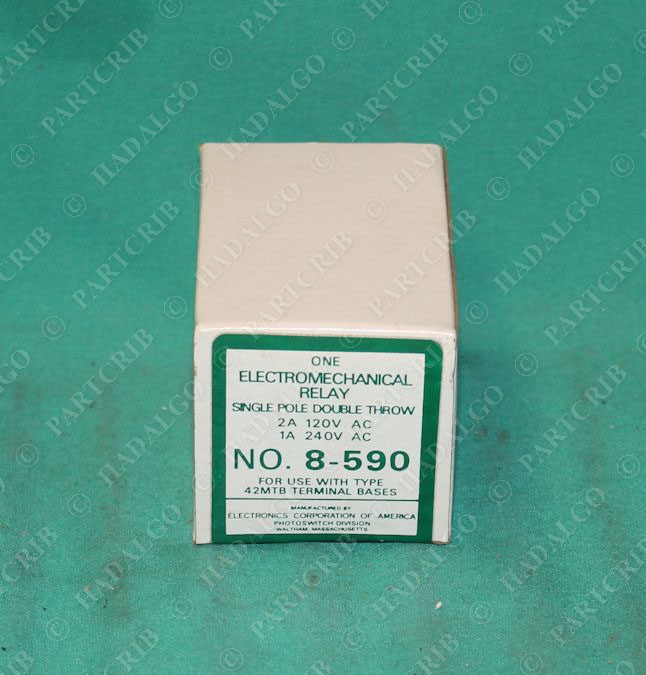 ONE
ELECTROMECHANICAL
RELAY
SINGLE POLE DOUBLE THROW
2A 120V AC
1A 240V AC
NO. 8-590
FOR USE WITH TYPE
42MTB TERMINAL BASES
MANUFACTURED BY
ELECTRONICS CORPORATION OF AMERICA
PHOTOSWITCH DIVISION
WALTHAM, MASSACHUSETTS
© PARTCRIB
© HADALGO